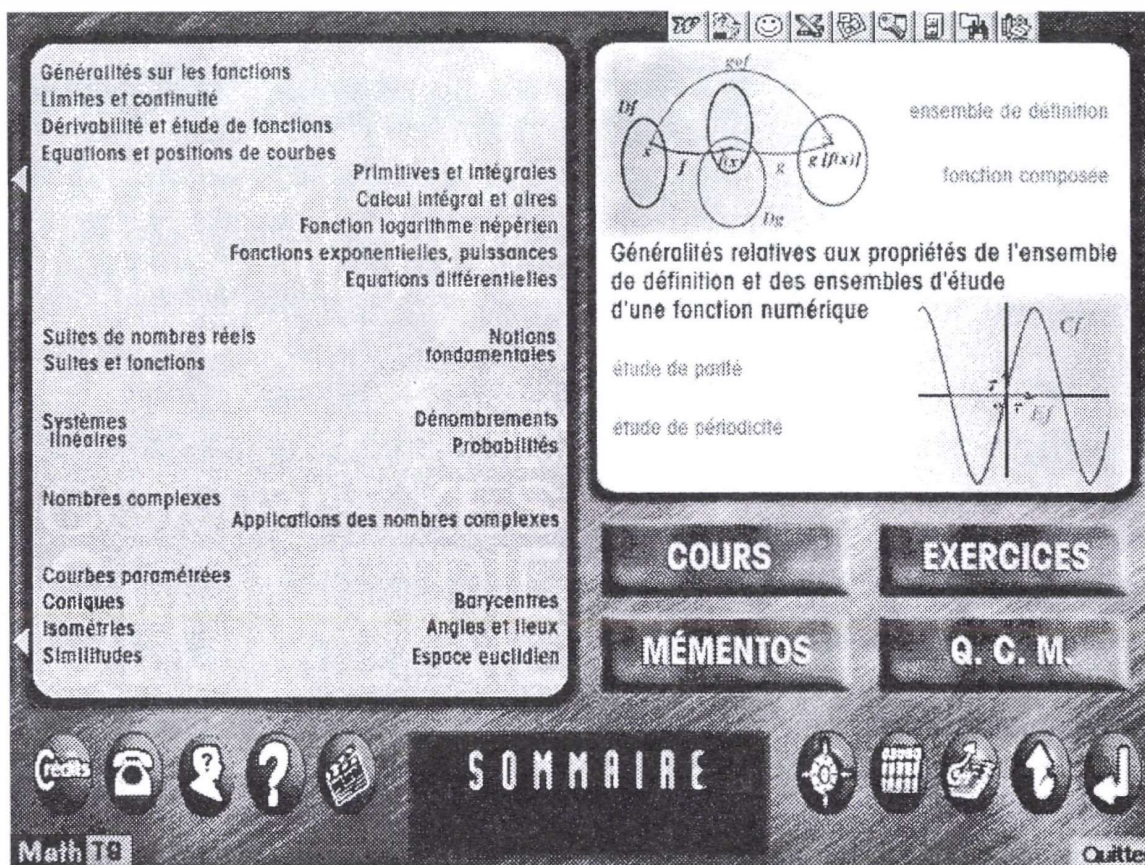 Généralités sur les fonctions
Limites et continuité
Dérivabilité et étude de fonctions
Equations et positions de courbes
Primitives et intégrales
Calcul intégral et aires
Fonction logarithme népérien
Fonctions exponentielles, puissances
Equations différentielles
Suites de nombres réels
Suites et fonctions
Notions
fondamentales
Systèmes
linéaires
Dénombrements
Probabilités
Nombres complexes
Applications des nombres complexes
Courbes paramétrées
Coniques
Isométries
Similitudes
Barycentres
Angles et lieux
Espace euclidien
gof
Df
x
f
f(x)
g
g[f(x)]
Dg
ensemble de définition
fonction composée
Généralités relatives aux propriétés de l'ensemble
de définition et des ensembles d'étude
d'une fonction numérique
étude de parité
étude de périodicité
Cf
Ef
COURS
EXERCICES
MÉMENTOS
Q. C. M.
Crédits
?
?
SOMMAIRE
Math TS
Quitter